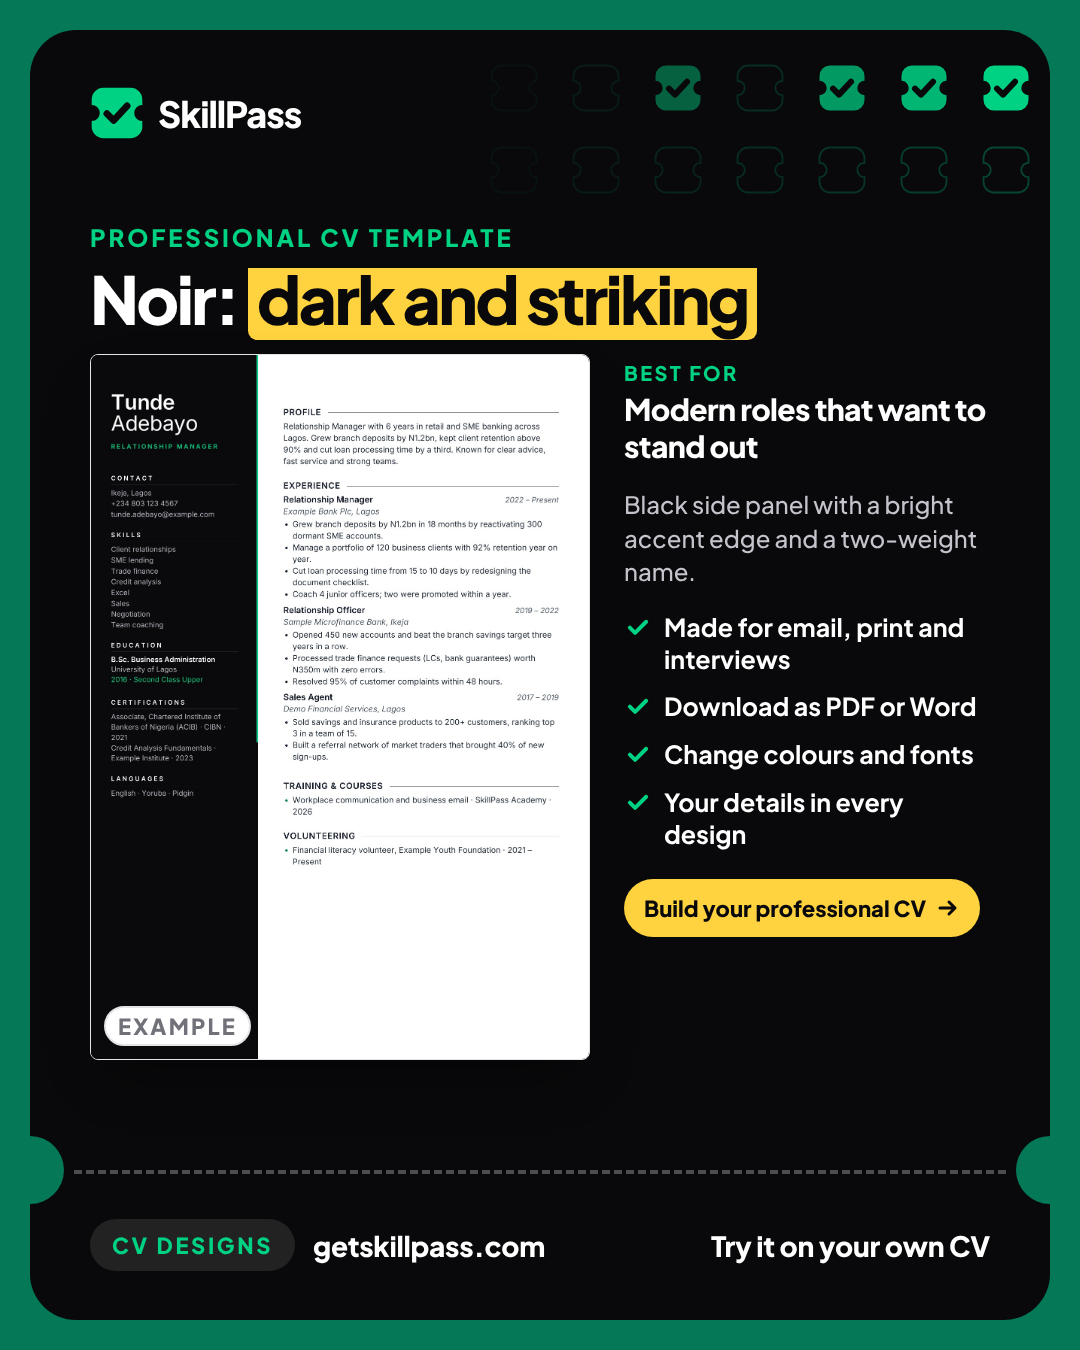 SkillPass
PROFESSIONAL CV TEMPLATE
Noir: dark and striking
Tunde
Adebayo
RELATIONSHIP MANAGER
CONTACT
Ikeja, Lagos
+234 803 123 4567
tunde.adebayo@example.com
SKILLS
Client relationships
SME lending
Trade finance
Credit analysis
Excel
Sales
Negotiation
Team coaching
EDUCATION
B.Sc. Business Administration
University of Lagos
2016 · Second Class Upper
CERTIFICATIONS
Associate, Chartered Institute of
Bankers of Nigeria (ACIB) · CIBN ·
2021
Credit Analysis Fundamentals ·
Example Institute · 2023
LANGUAGES
English · Yoruba · Pidgin
EXAMPLE
PROFILE
Relationship Manager with 6 years in retail and SME banking across
Lagos. Grew branch deposits by N1.2bn, kept client retention above
90% and cut loan processing time by a third. Known for clear advice,
fast service and strong teams.
EXPERIENCE
Relationship Manager 2022 – Present
Example Bank Plc, Lagos
• Grew branch deposits by N1.2bn in 18 months by reactivating 300
dormant SME accounts.
• Manage a portfolio of 120 business clients with 92% retention year on
year.
• Cut loan processing time from 15 to 10 days by redesigning the
document checklist.
• Coach 4 junior officers; two were promoted within a year.
Relationship Officer 2019 – 2022
Sample Microfinance Bank, Ikeja
• Opened 450 new accounts and beat the branch savings target three
years in a row.
• Processed trade finance requests (LCs, bank guarantees) worth
N350m with zero errors.
• Resolved 95% of customer complaints within 48 hours.
Sales Agent 2017 – 2019
Demo Financial Services, Lagos
• Sold savings and insurance products to 200+ customers, ranking top
3 in a team of 15.
• Built a referral network of market traders that brought 40% of new
sign-ups.
TRAINING & COURSES
• Workplace communication and business email · SkillPass Academy ·
2026
VOLUNTEERING
• Financial literacy volunteer, Example Youth Foundation · 2021 –
Present
BEST FOR
Modern roles that want to
stand out
Black side panel with a bright
accent edge and a two-weight
name.
Made for email, print and
interviews
Download as PDF or Word
Change colours and fonts
Your details in every
design
Build your professional CV →
CV DESIGNS
getskillpass.com
Try it on your own CV